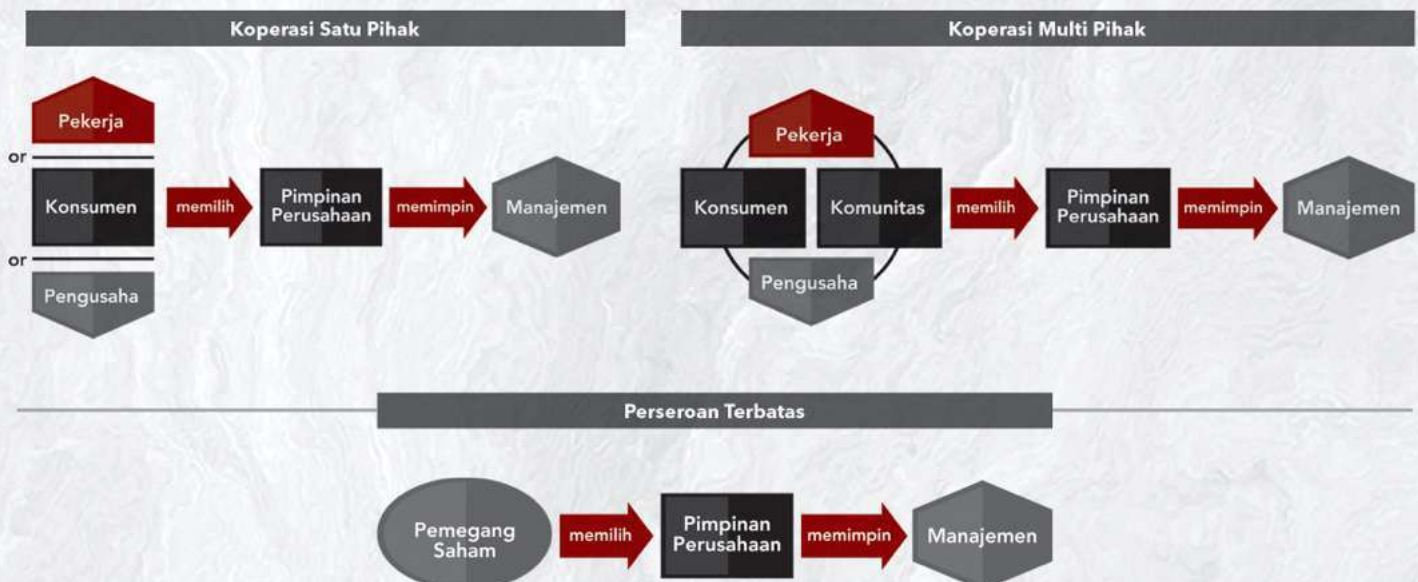 Koperasi Satu Pihak
Pekerja
or
Konsumen
or
Pengusaha
memilih
Pimpinan
Perusahaan
memimpin
Manajemen
Koperasi Multi Pihak
Pekerja
Konsumen
Komunitas
Pengusaha
memilih
Pimpinan
Perusahaan
memimpin
Manajemen
Perseroan Terbatas
Pemegang
Saham
memilih
Pimpinan
Perusahaan
memimpin
Manajemen